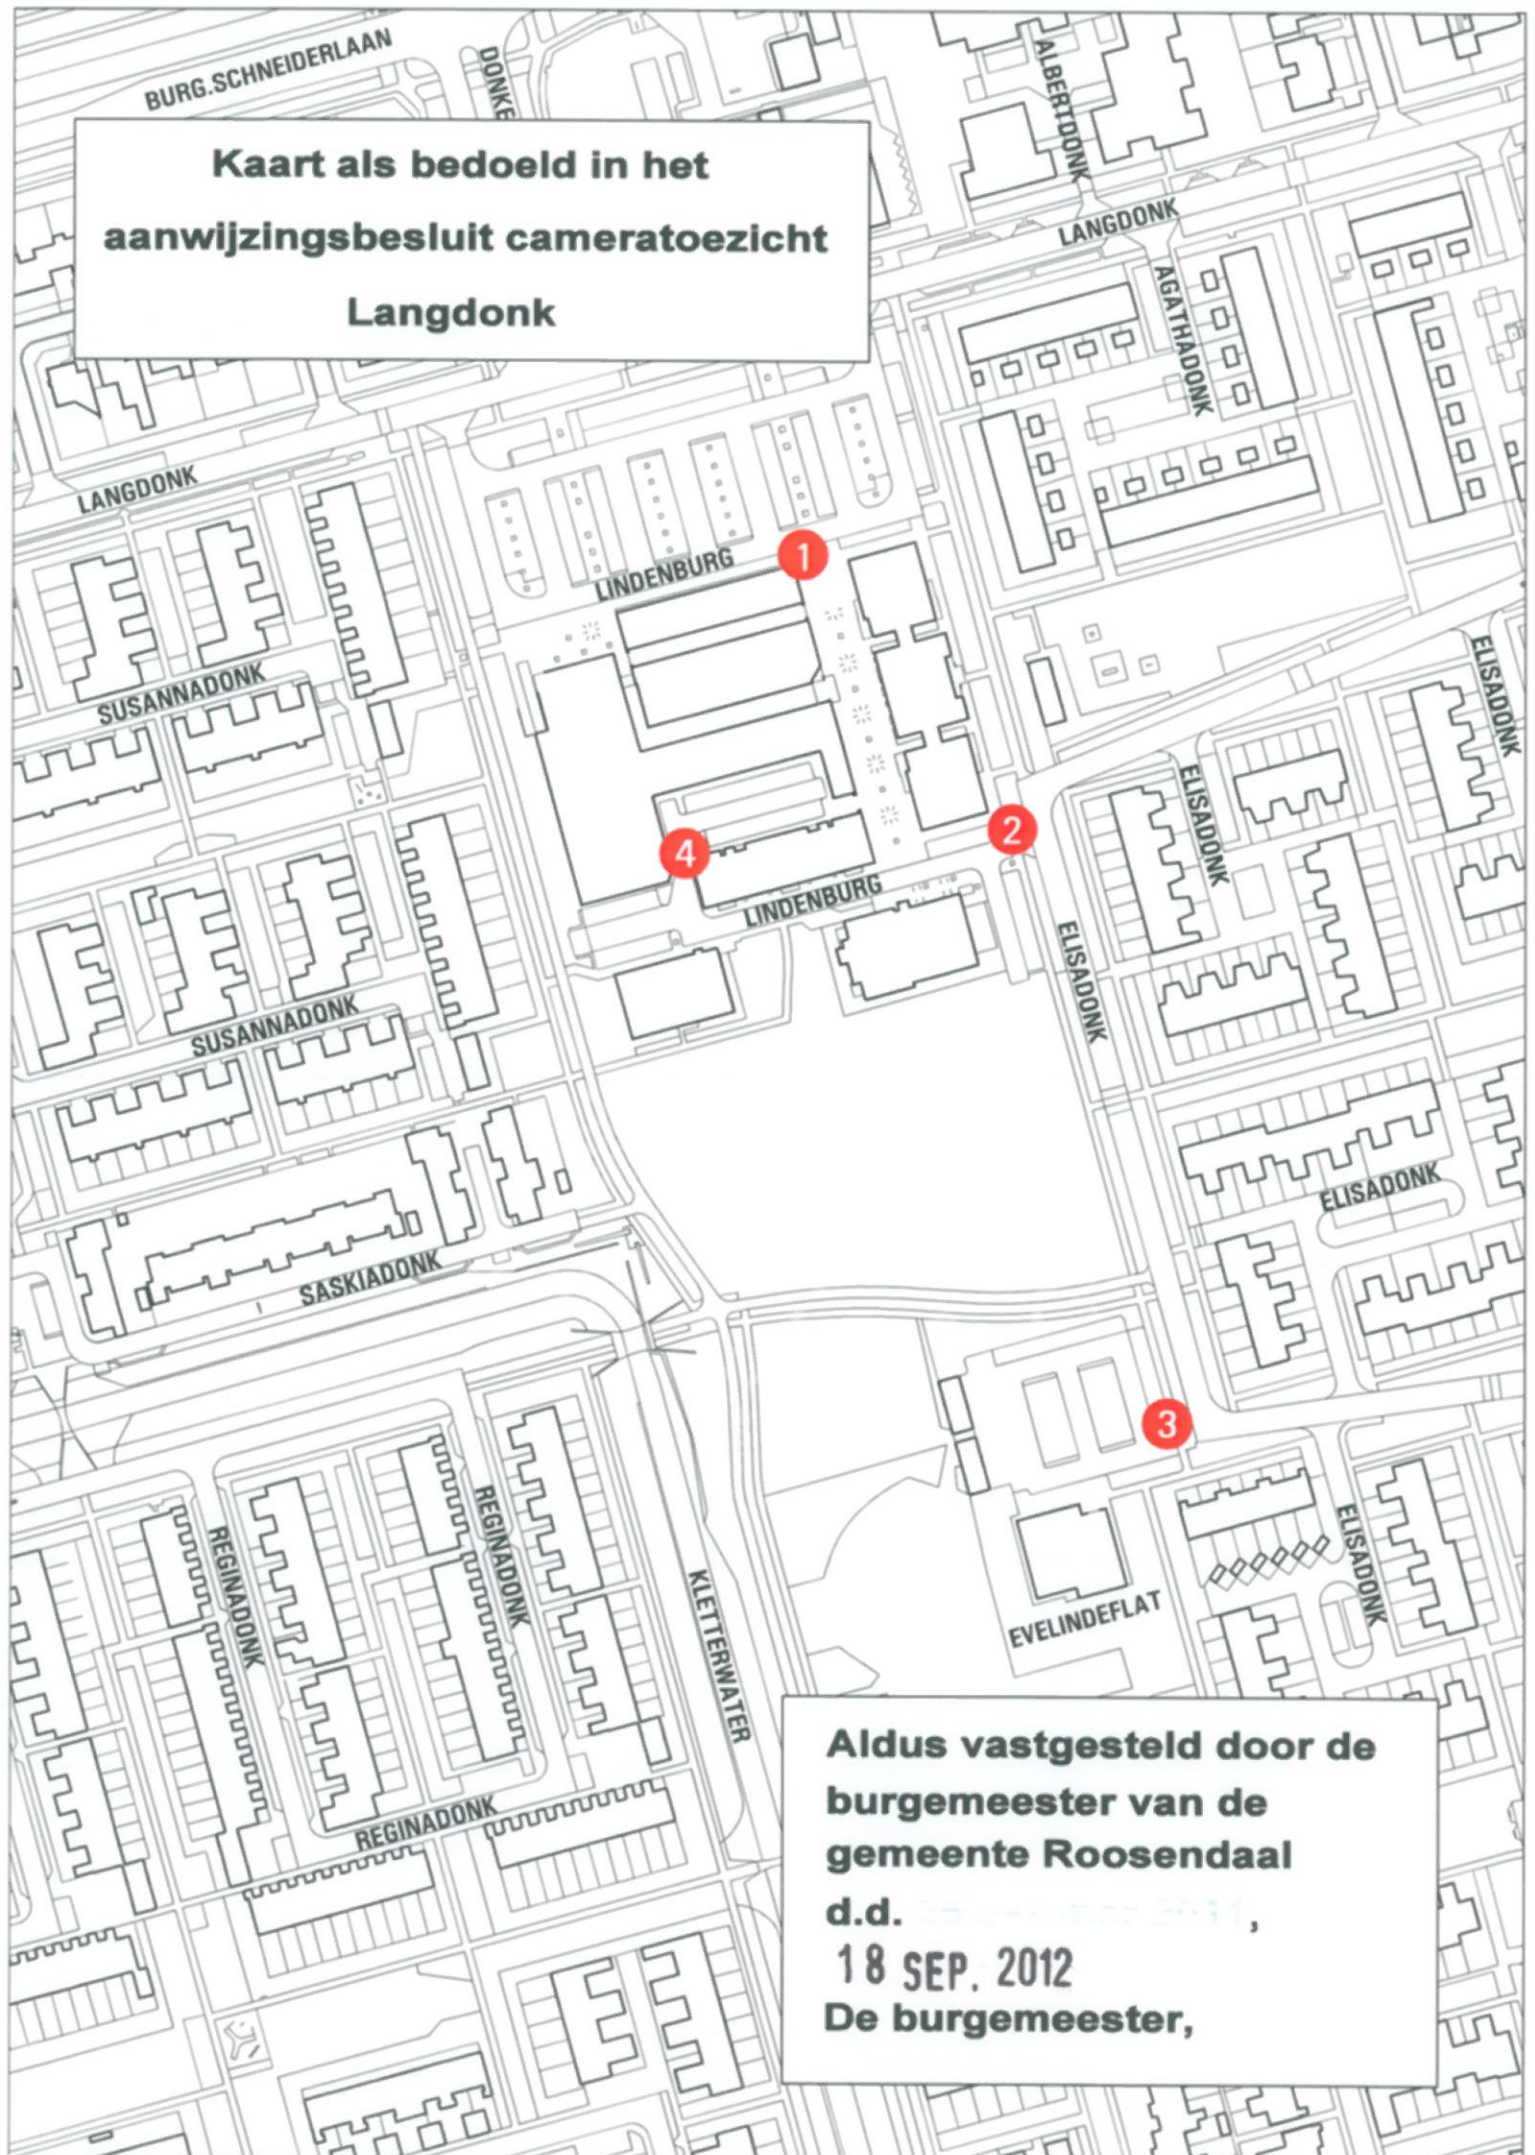 BURG.SCHNEIDERLAAN
DONKE
ALBERTDONK
Kaart als bedoeld in het
aanwijzingsbesluit cameratoezicht
Langdonk
LANGDONK
AGATHADONK
LANGDONK
1
LINDENBURG
SUSANNADONK
ELISADONK
ELISADONK
2
4
LINDENBURG
ELISADONK
SUSANNADONK
ELISADONK
SASKIADONK
3
REGINADONK
REGINADONK
ELISADONK
KLETTERWATER
EVELINDEFLAT
REGINADONK
Aldus vastgesteld door de
burgemeester van de
gemeente Roosendaal
d.d. ,
18 SEP. 2012
De burgemeester,